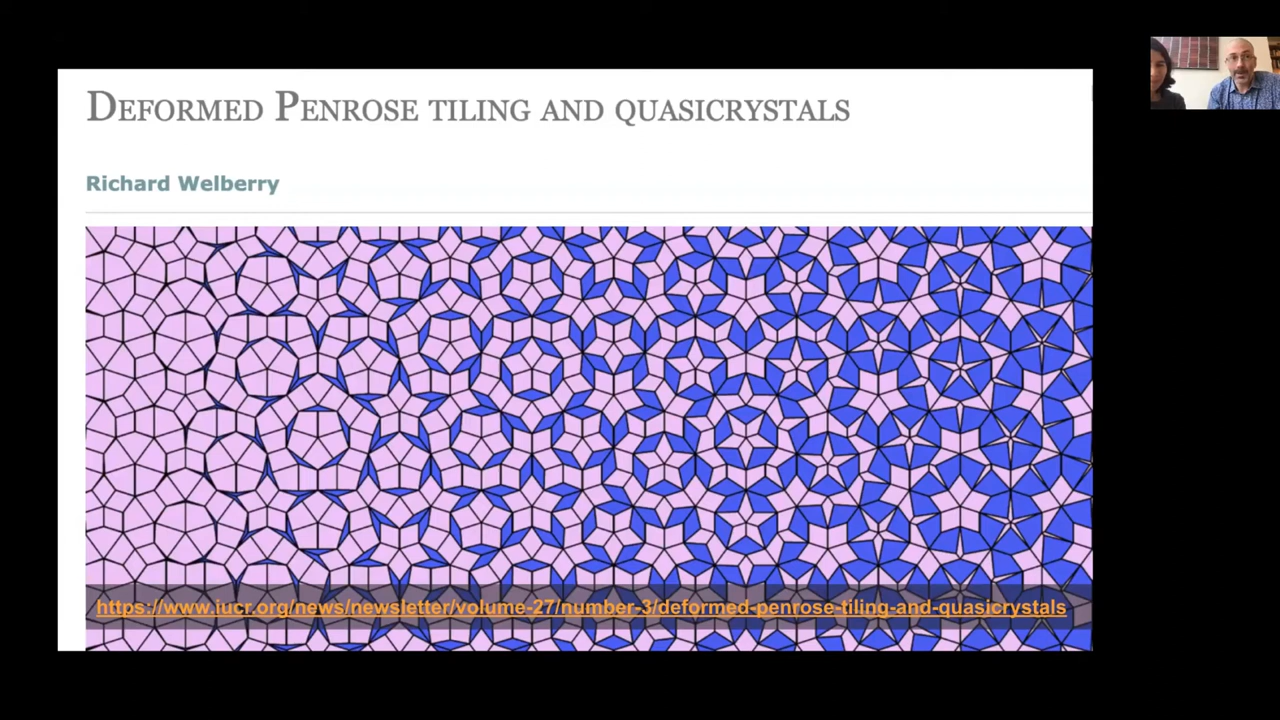 DEFORMED PENROSE TILING AND QUASICRYSTALS
Richard Welberry
https://www.iucr.org/news/newsletter/volume-27/number-3/deformed-penrose-tiling-and-quasicrystals